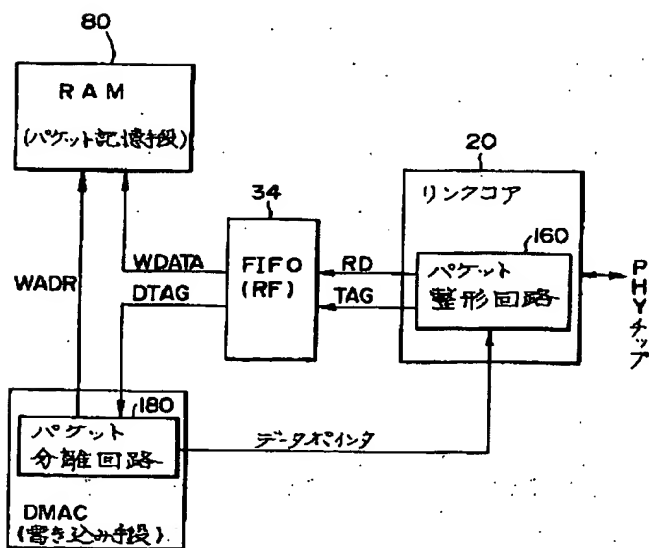 80
RAM
(パケット記憶手段)
20
リンクコア
34
160
FIFO
(RF)
WDATA
DTAG
RD
TAG
WADR
パケット
整形回路
PHYチップ
180
パケット
分離回路
データポインタ
DMAC
(書き込み手段)